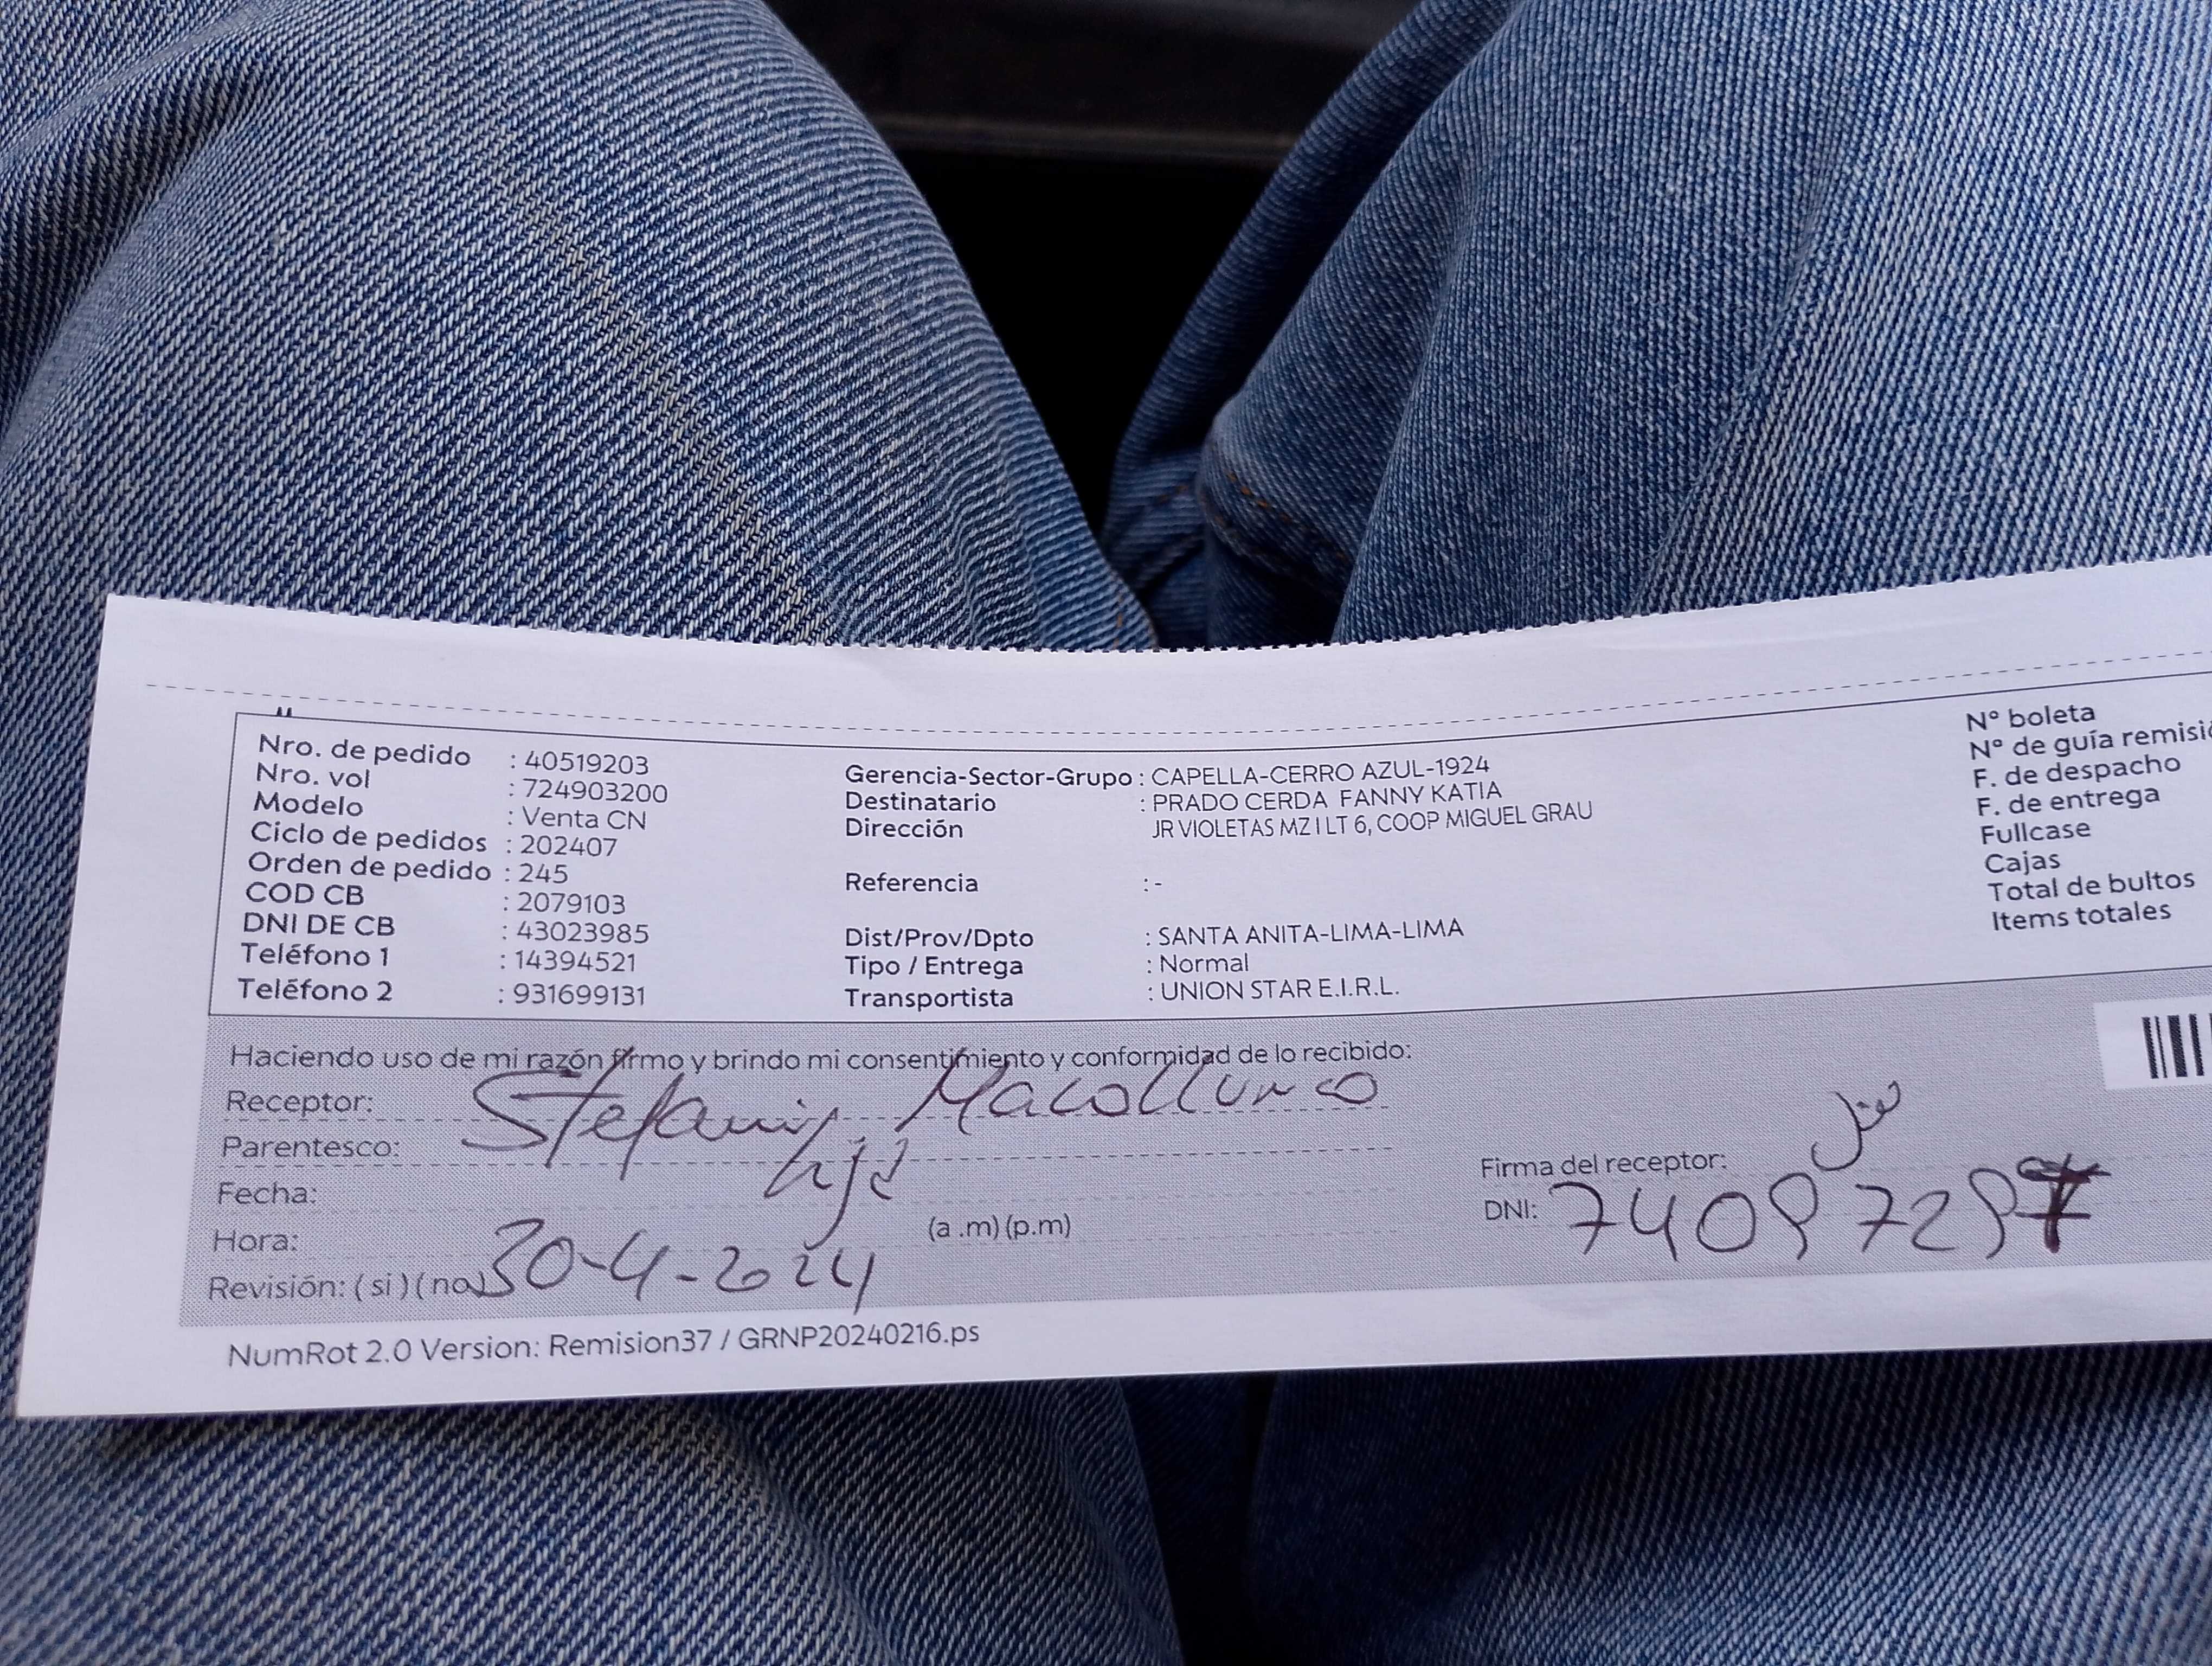 Nro. de pedido : 40519203
Nro. vol : 724903200
Modelo : Venta CN
Ciclo de pedidos : 202407
Orden de pedido : 245
COD CB : 2079103
DNI DE CB : 43023985
Teléfono 1 : 14394521
Teléfono 2 : 931699131
Gerencia-Sector-Grupo : CAPELLA-CERRO AZUL-1924
Destinatario : PRADO CERDA FANNY KATIA
Dirección JR VIOLETAS MZ I LT 6, COOP MIGUEL GRAU
Referencia : -
Dist/Prov/Dpto : SANTA ANITA-LIMA-LIMA
Tipo / Entrega : Normal
Transportista : UNION STAR E.I.R.L.
N° boleta
N° de guía remisió
F. de despacho
F. de entrega
Fullcase
Cajas
Total de bultos
Items totales
Haciendo uso de mi razón firmo y brindo mi consentimiento y conformidad de lo recibido:
Receptor: Stefany
Parentesco:
Fecha:
Hora: (a .m) (p.m)
Revisión: ( si ) ( no ) 30-4-2024
Firma del receptor:
DNI:
NumRot 2.0 Version: Remision37 / GRNP20240216.ps